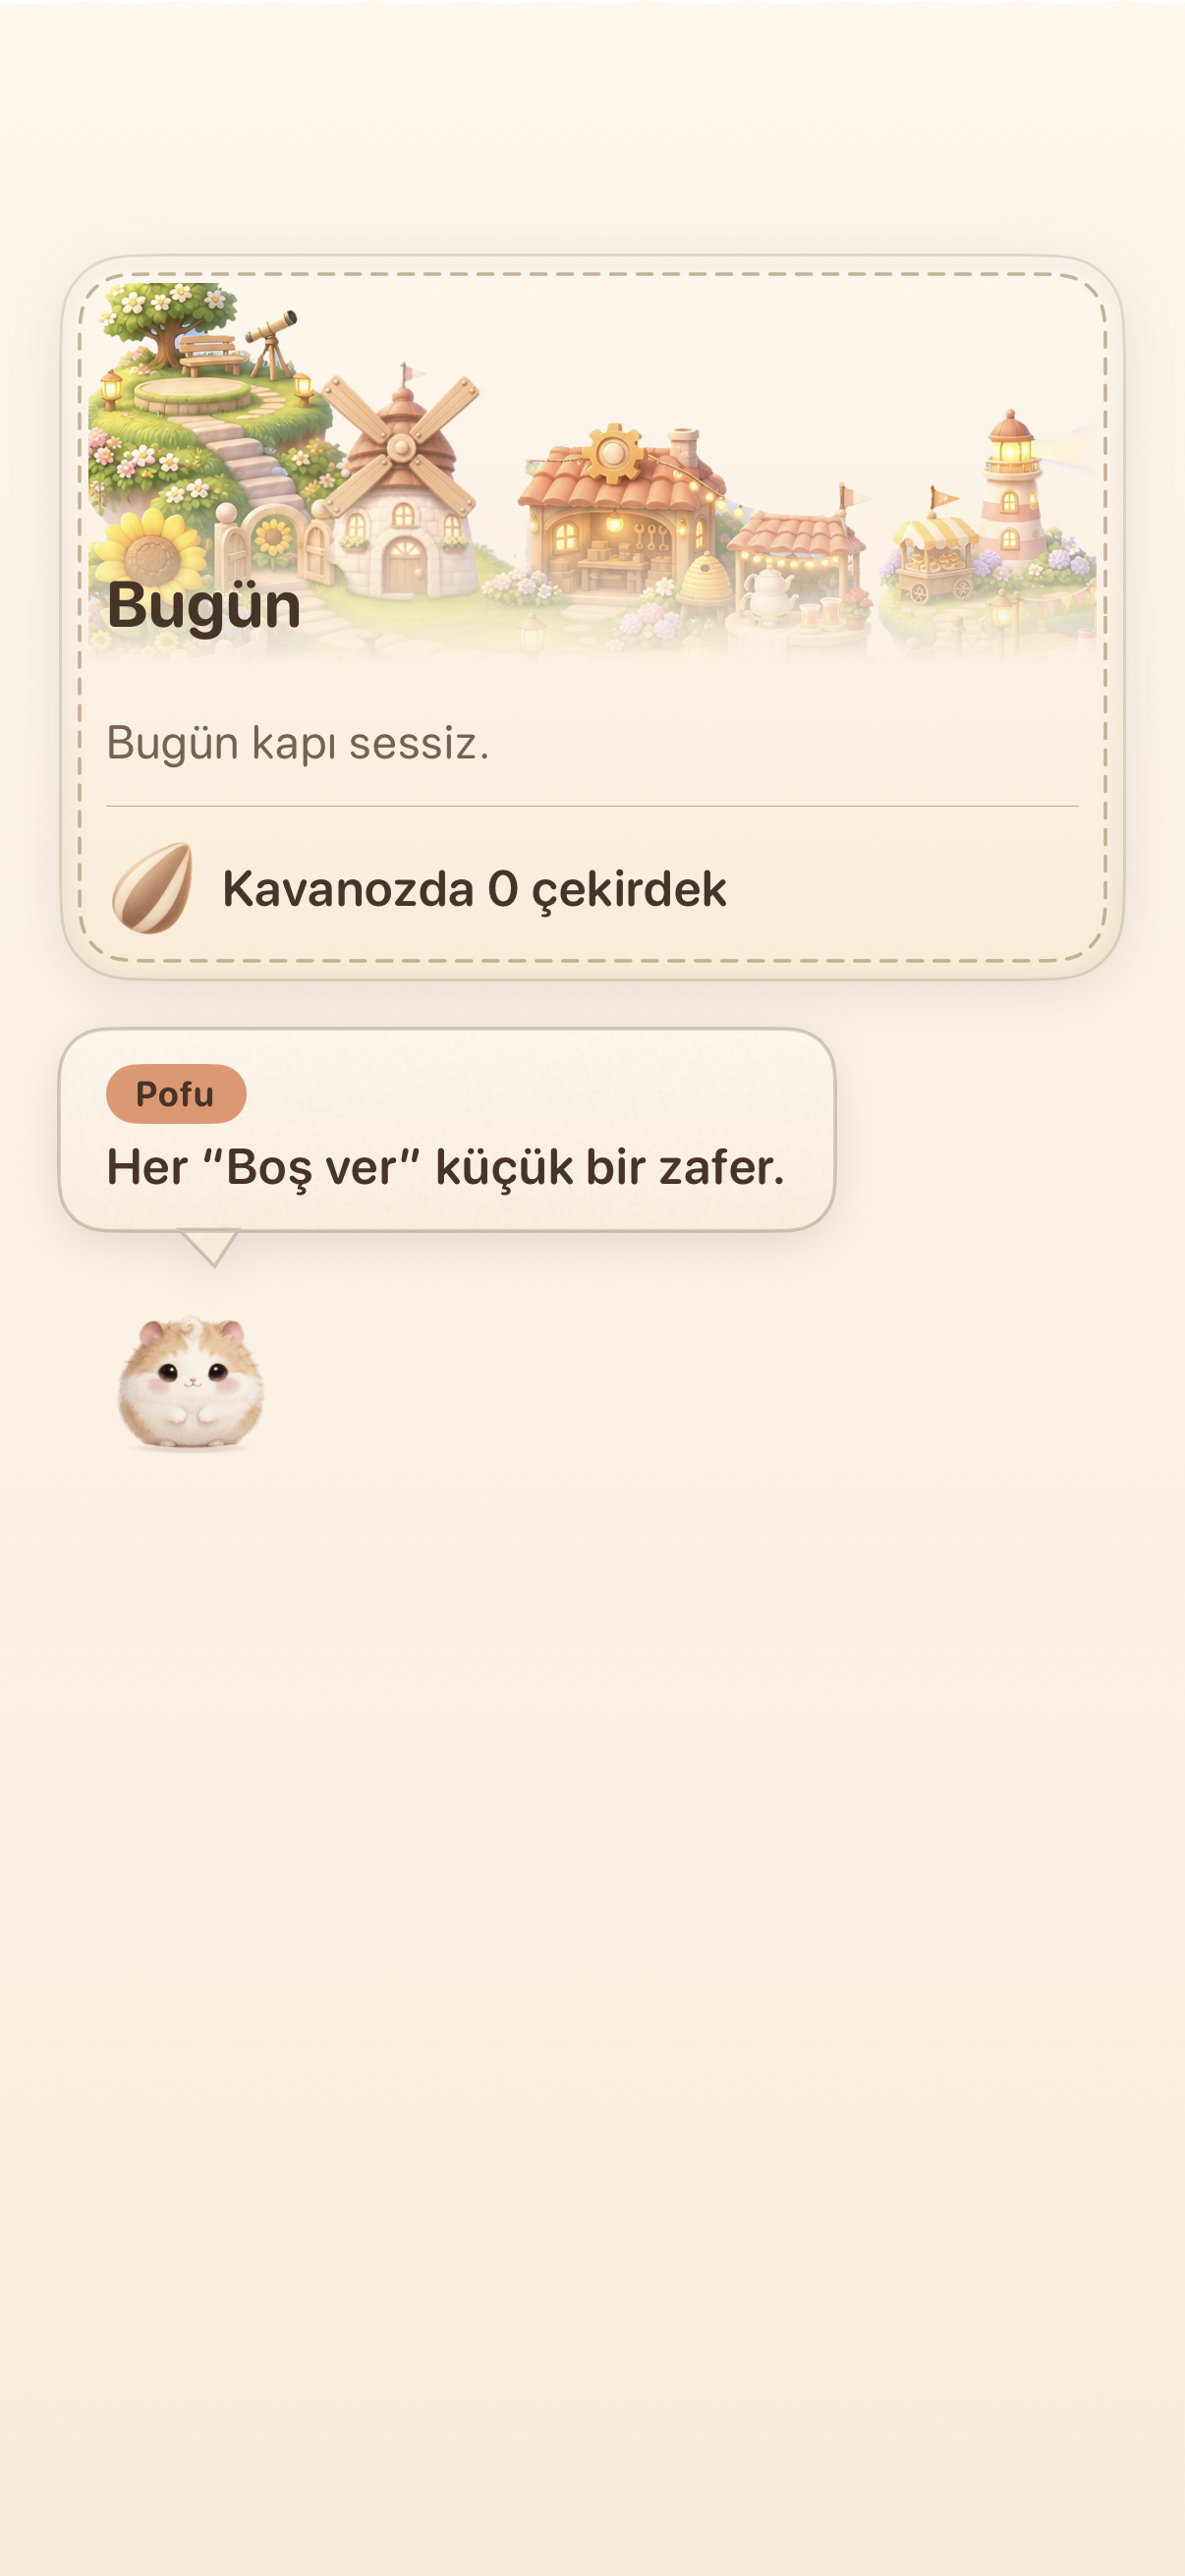 Bugün
Bugün kapı sessiz.
Kavanozda 0 çekirdek
Pofu
Her “Boş ver” küçük bir zafer.